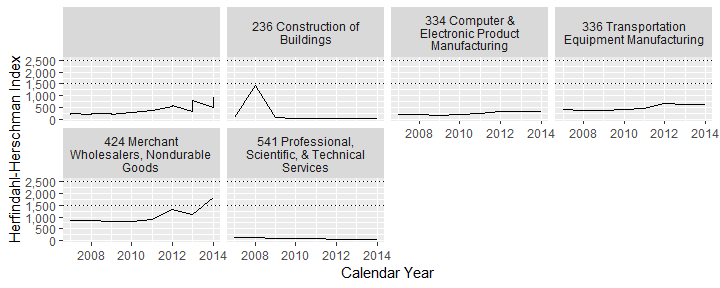 236 Construction of
Buildings
334 Computer &
Electronic Product
Manufacturing
336 Transportation
Equipment Manufacturing
2,500
2,000
1,500
1,000
500
0
2008
2010
2012
2014
2008
2010
2012
2014
424 Merchant
Wholesalers, Nondurable
Goods
541 Professional,
Scientific, & Technical
Services
2,500
2,000
1,500
1,000
500
0
2008
2010
2012
2014
2008
2010
2012
2014
Herfindahl-Herschman Index
Calendar Year